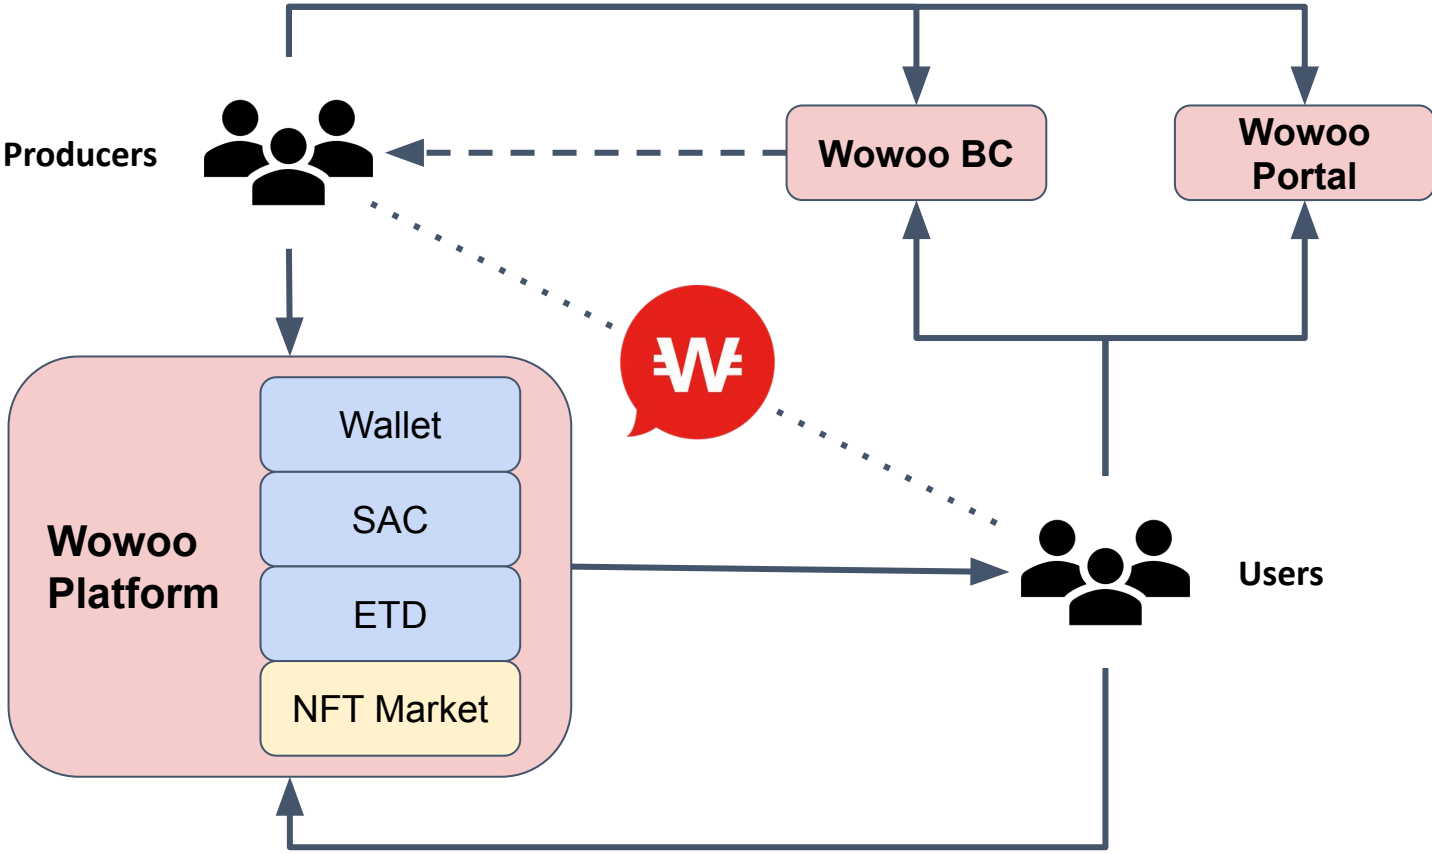 Producers
Wowoo BC
Wowoo
Portal
₩
Wallet
SAC
Wowoo
Platform
ETD
NFT Market
Users